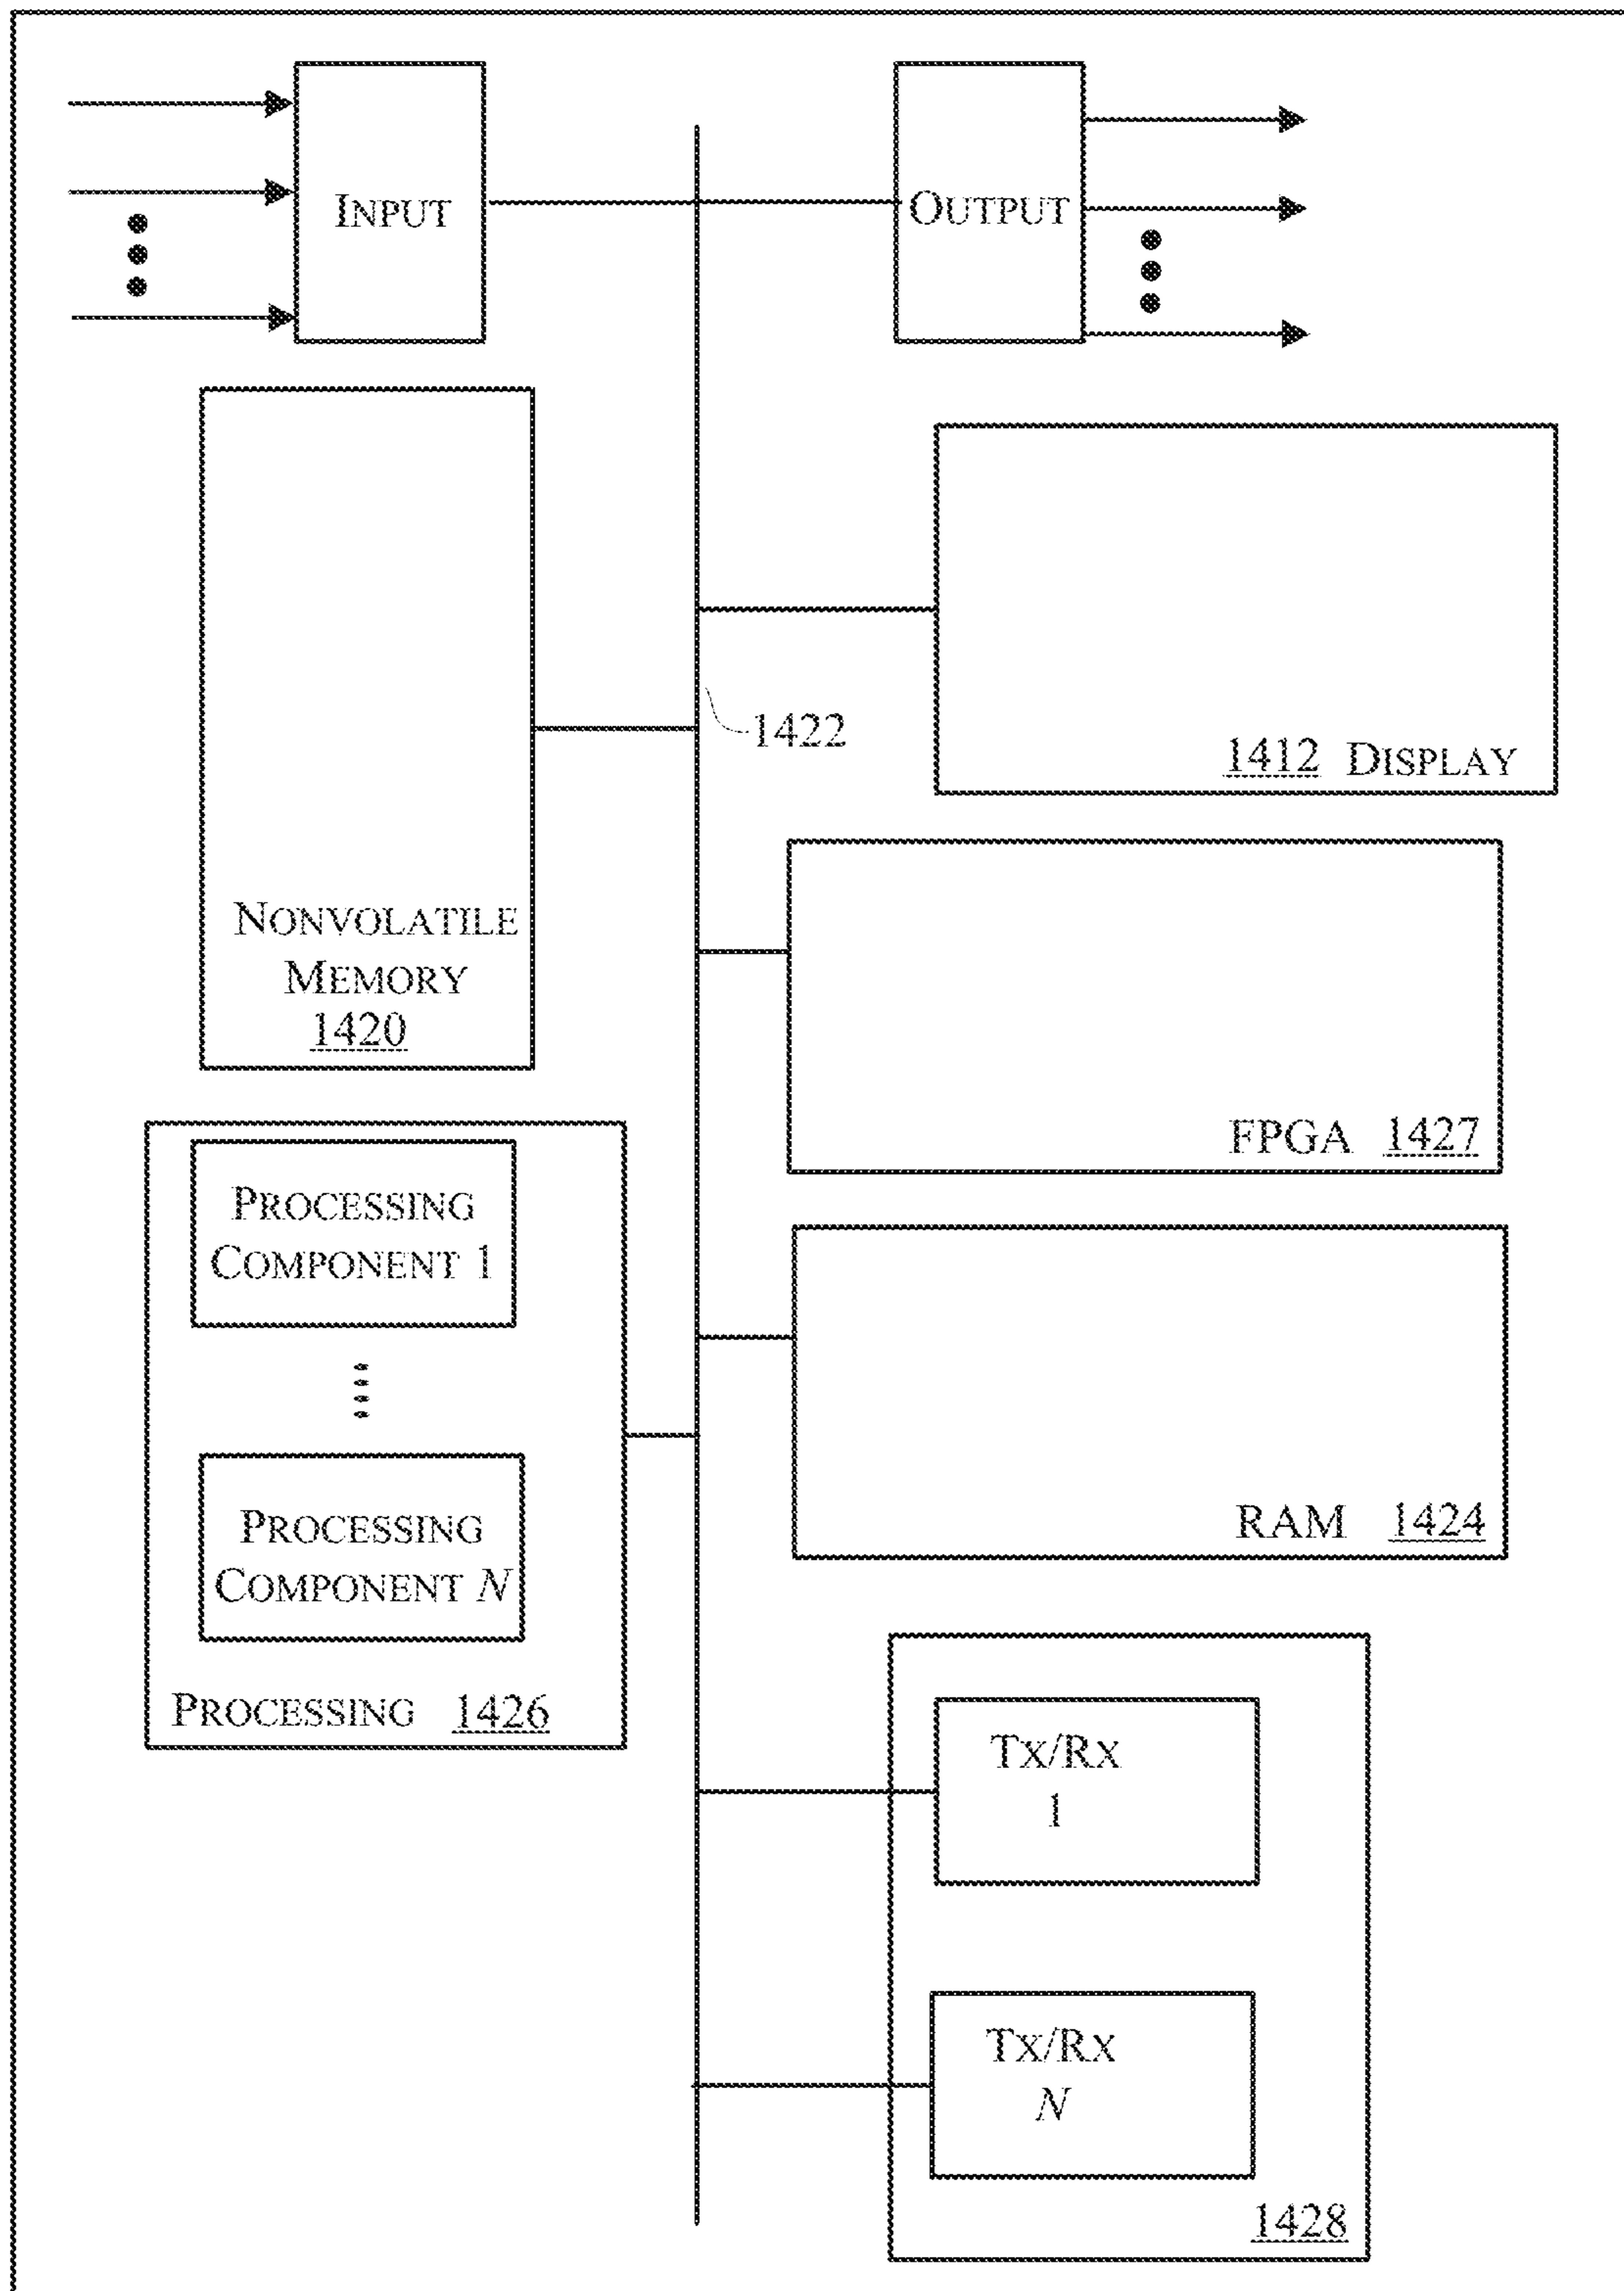 INPUT
OUTPUT
1422
1412 DISPLAY
NONVOLATILE
MEMORY
1420
FPGA 1427
PROCESSING
COMPONENT 1
RAM 1424
PROCESSING
COMPONENT N
PROCESSING 1426
TX/RX
1
TX/RX
N
1428